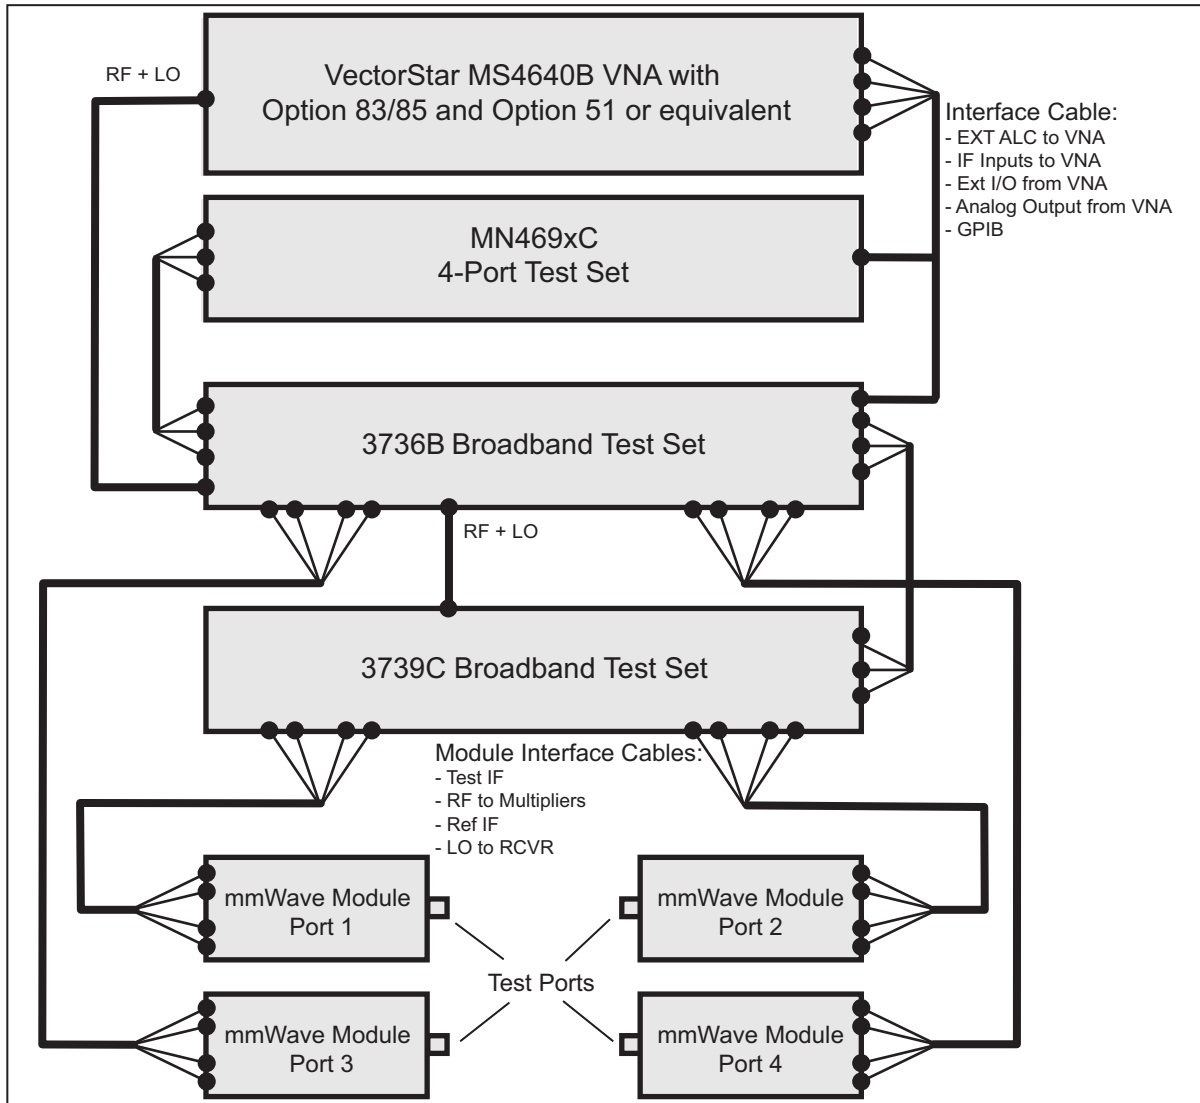 RF + LO
VectorStar MS4640B VNA with
Option 83/85 and Option 51 or equivalent
Interface Cable:
- EXT ALC to VNA
- IF Inputs to VNA
- Ext I/O from VNA
- Analog Output from VNA
- GPIB
MN469xC
4-Port Test Set
3736B Broadband Test Set
RF + LO
3739C Broadband Test Set
Module Interface Cables:
- Test IF
- RF to Multipliers
- Ref IF
- LO to RCVR
mmWave Module
Port 1
mmWave Module
Port 2
Test Ports
mmWave Module
Port 3
mmWave Module
Port 4